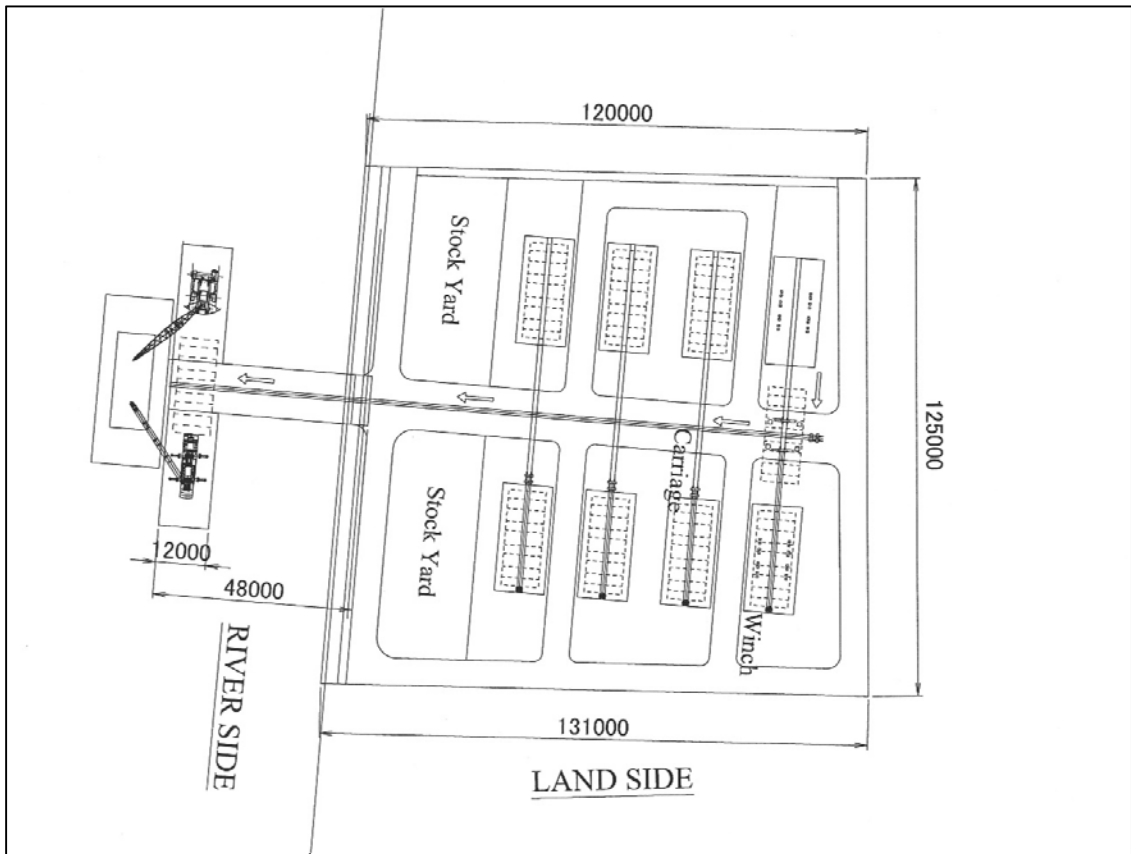 120000
Stock Yard
125000
Carriage
Stock Yard
12000
48000
Winch
RIVER SIDE
131000
LAND SIDE